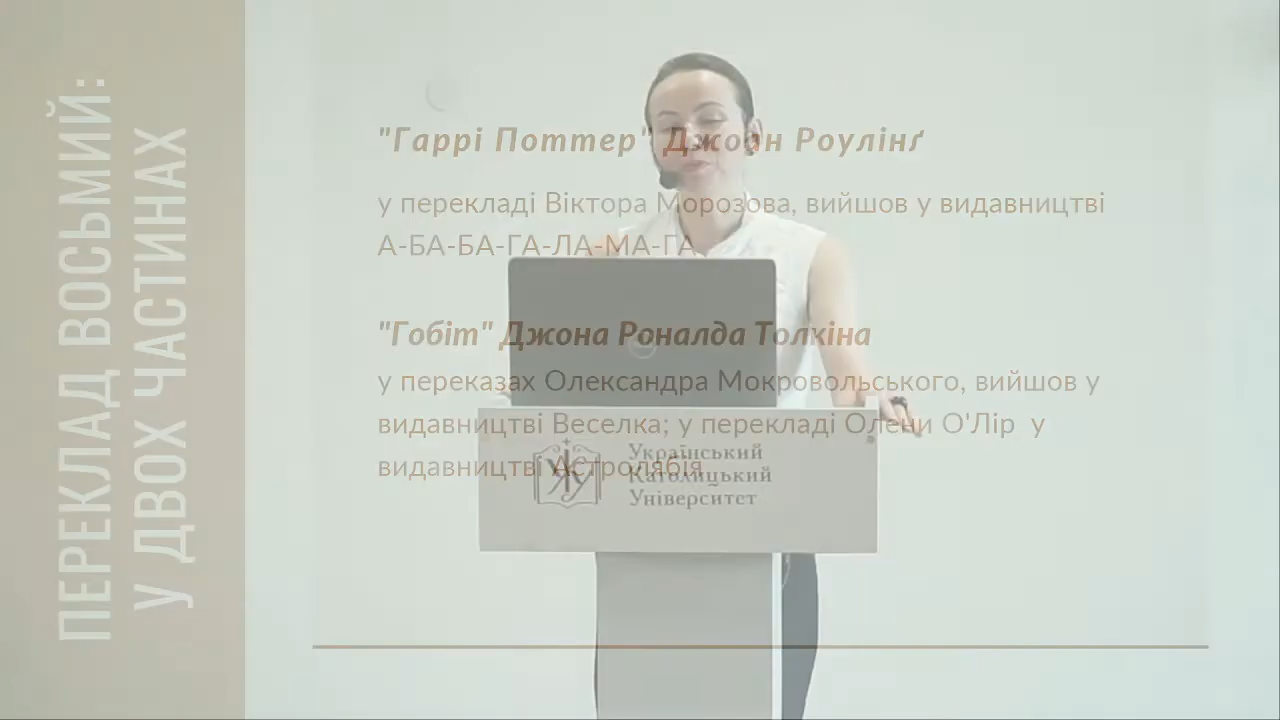 ПЕРЕКЛАД ВОСЬМИЙ:
У ДВОХ ЧАСТИНАХ
"Гаррі Поттер" Джоан Роулінґ
у перекладі Віктора Морозова, вийшов у видавництві
А-БА-БА-ГА-ЛА-МА-ГА
"Гобіт" Джона Роналда Толкіна
у переказах Олександра Мокровольського, вийшов у
видавництві Веселка; у перекладі Олени О'Лір у
видавництві Астролябія
Український
Католицький
Університет